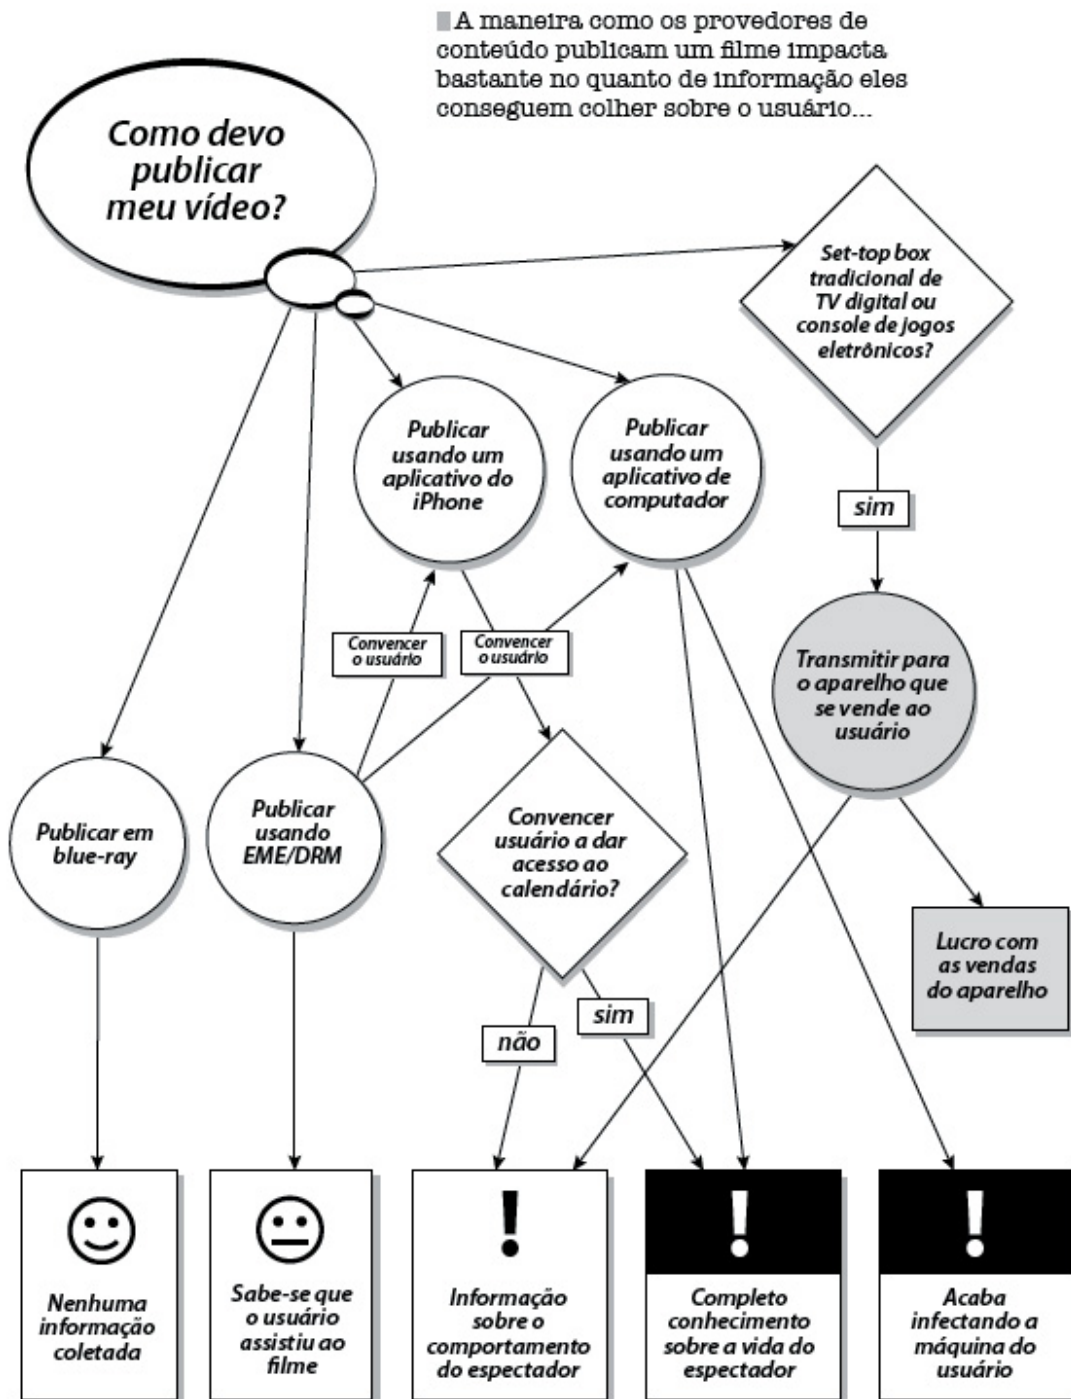 A maneira como os provedores de
conteúdo publicam um filme impacta
bastante no quanto de informação eles
conseguem colher sobre o usuário...
Como devo
publicar
meu vídeo?
Set-top box
tradicional de
TV digital ou
console de jogos
eletrônicos?
Publicar
usando um
aplicativo do
iPhone
Publicar
usando um
aplicativo de
computador
sim
Convencer
o usuário
Convencer
o usuário
Transmitir para
o aparelho que
se vende ao
usuário
Publicar em
blue-ray
Publicar
usando
EME/DRM
Convencer
usuário a dar
acesso ao
calendário?
Lucro com
as vendas
do aparelho
não
sim
Nenhuma
informação
coletada
Sabe-se que
o usuário
assistiu ao
filme
!
Informação
sobre o
comportamento
do espectador
!
Completo
conhecimento
sobre a vida do
espectador
!
Acaba
infectando a
máquina do
usuário